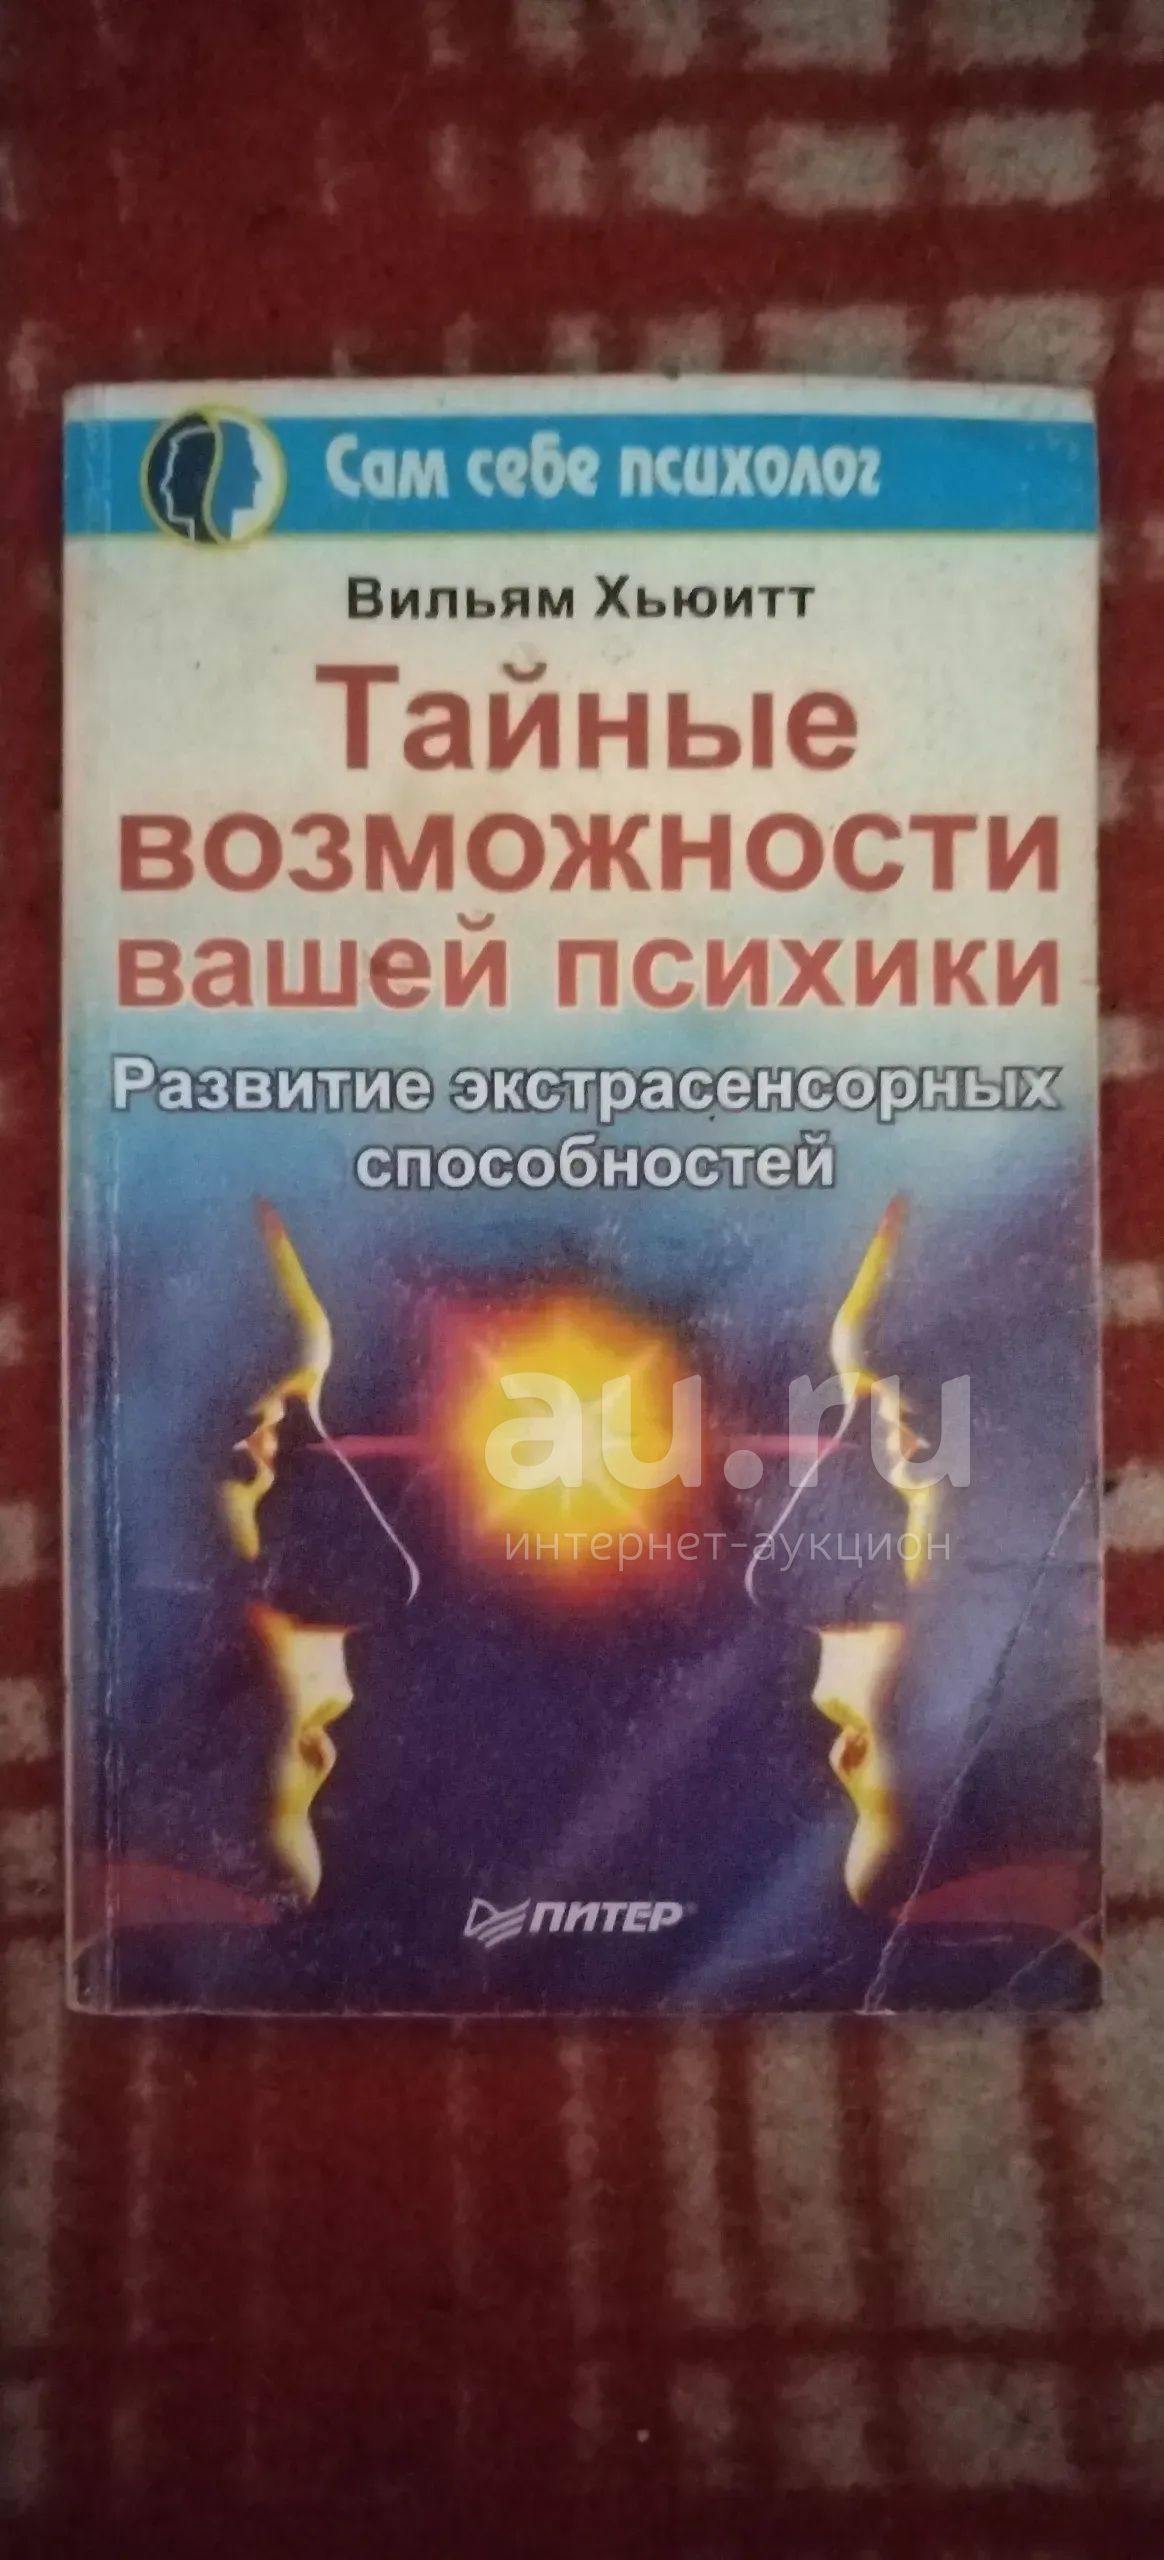 Сам себе психолог
Вильям Хьюитт
Тайные
возможности
вашей психики
Развитие экстрасенсорных
способностей
au.ru
интернет-аукцион
ПИТЕР®